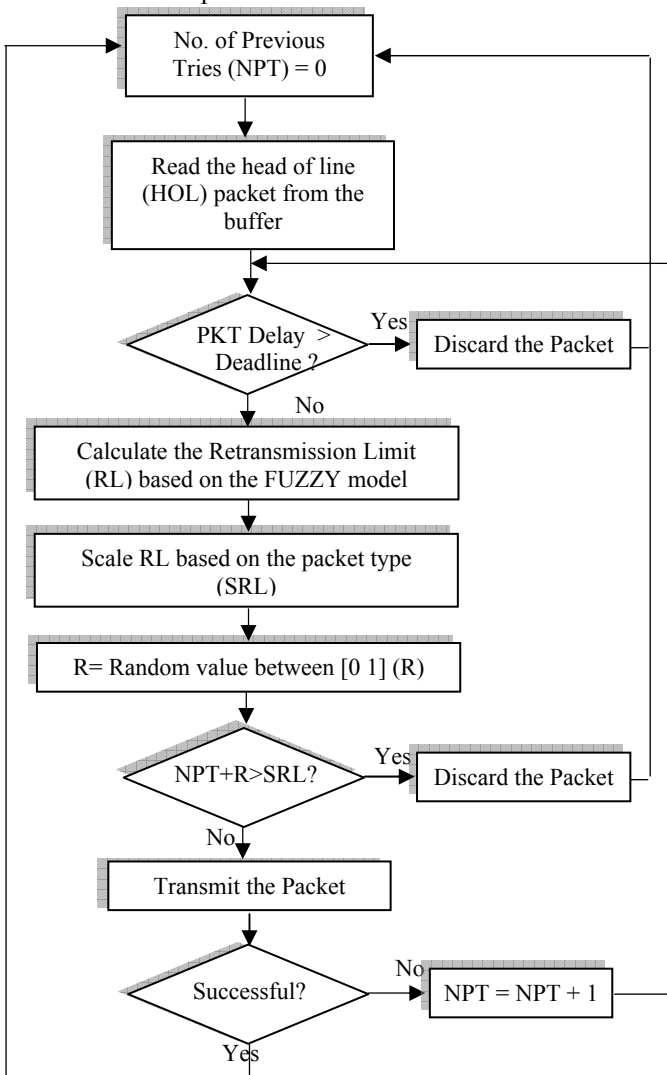 No. of Previous
Tries (NPT) = 0
Read the head of line
(HOL) packet from the
buffer
PKT Delay >
Deadline ?
Yes
Discard the Packet
No
Calculate the Retransmission Limit
(RL) based on the FUZZY model
Scale RL based on the packet type
(SRL)
R= Random value between [0 1] (R)
NPT+R>SRL?
Yes
Discard the Packet
No
Transmit the Packet
Successful?
No
NPT = NPT + 1
Yes